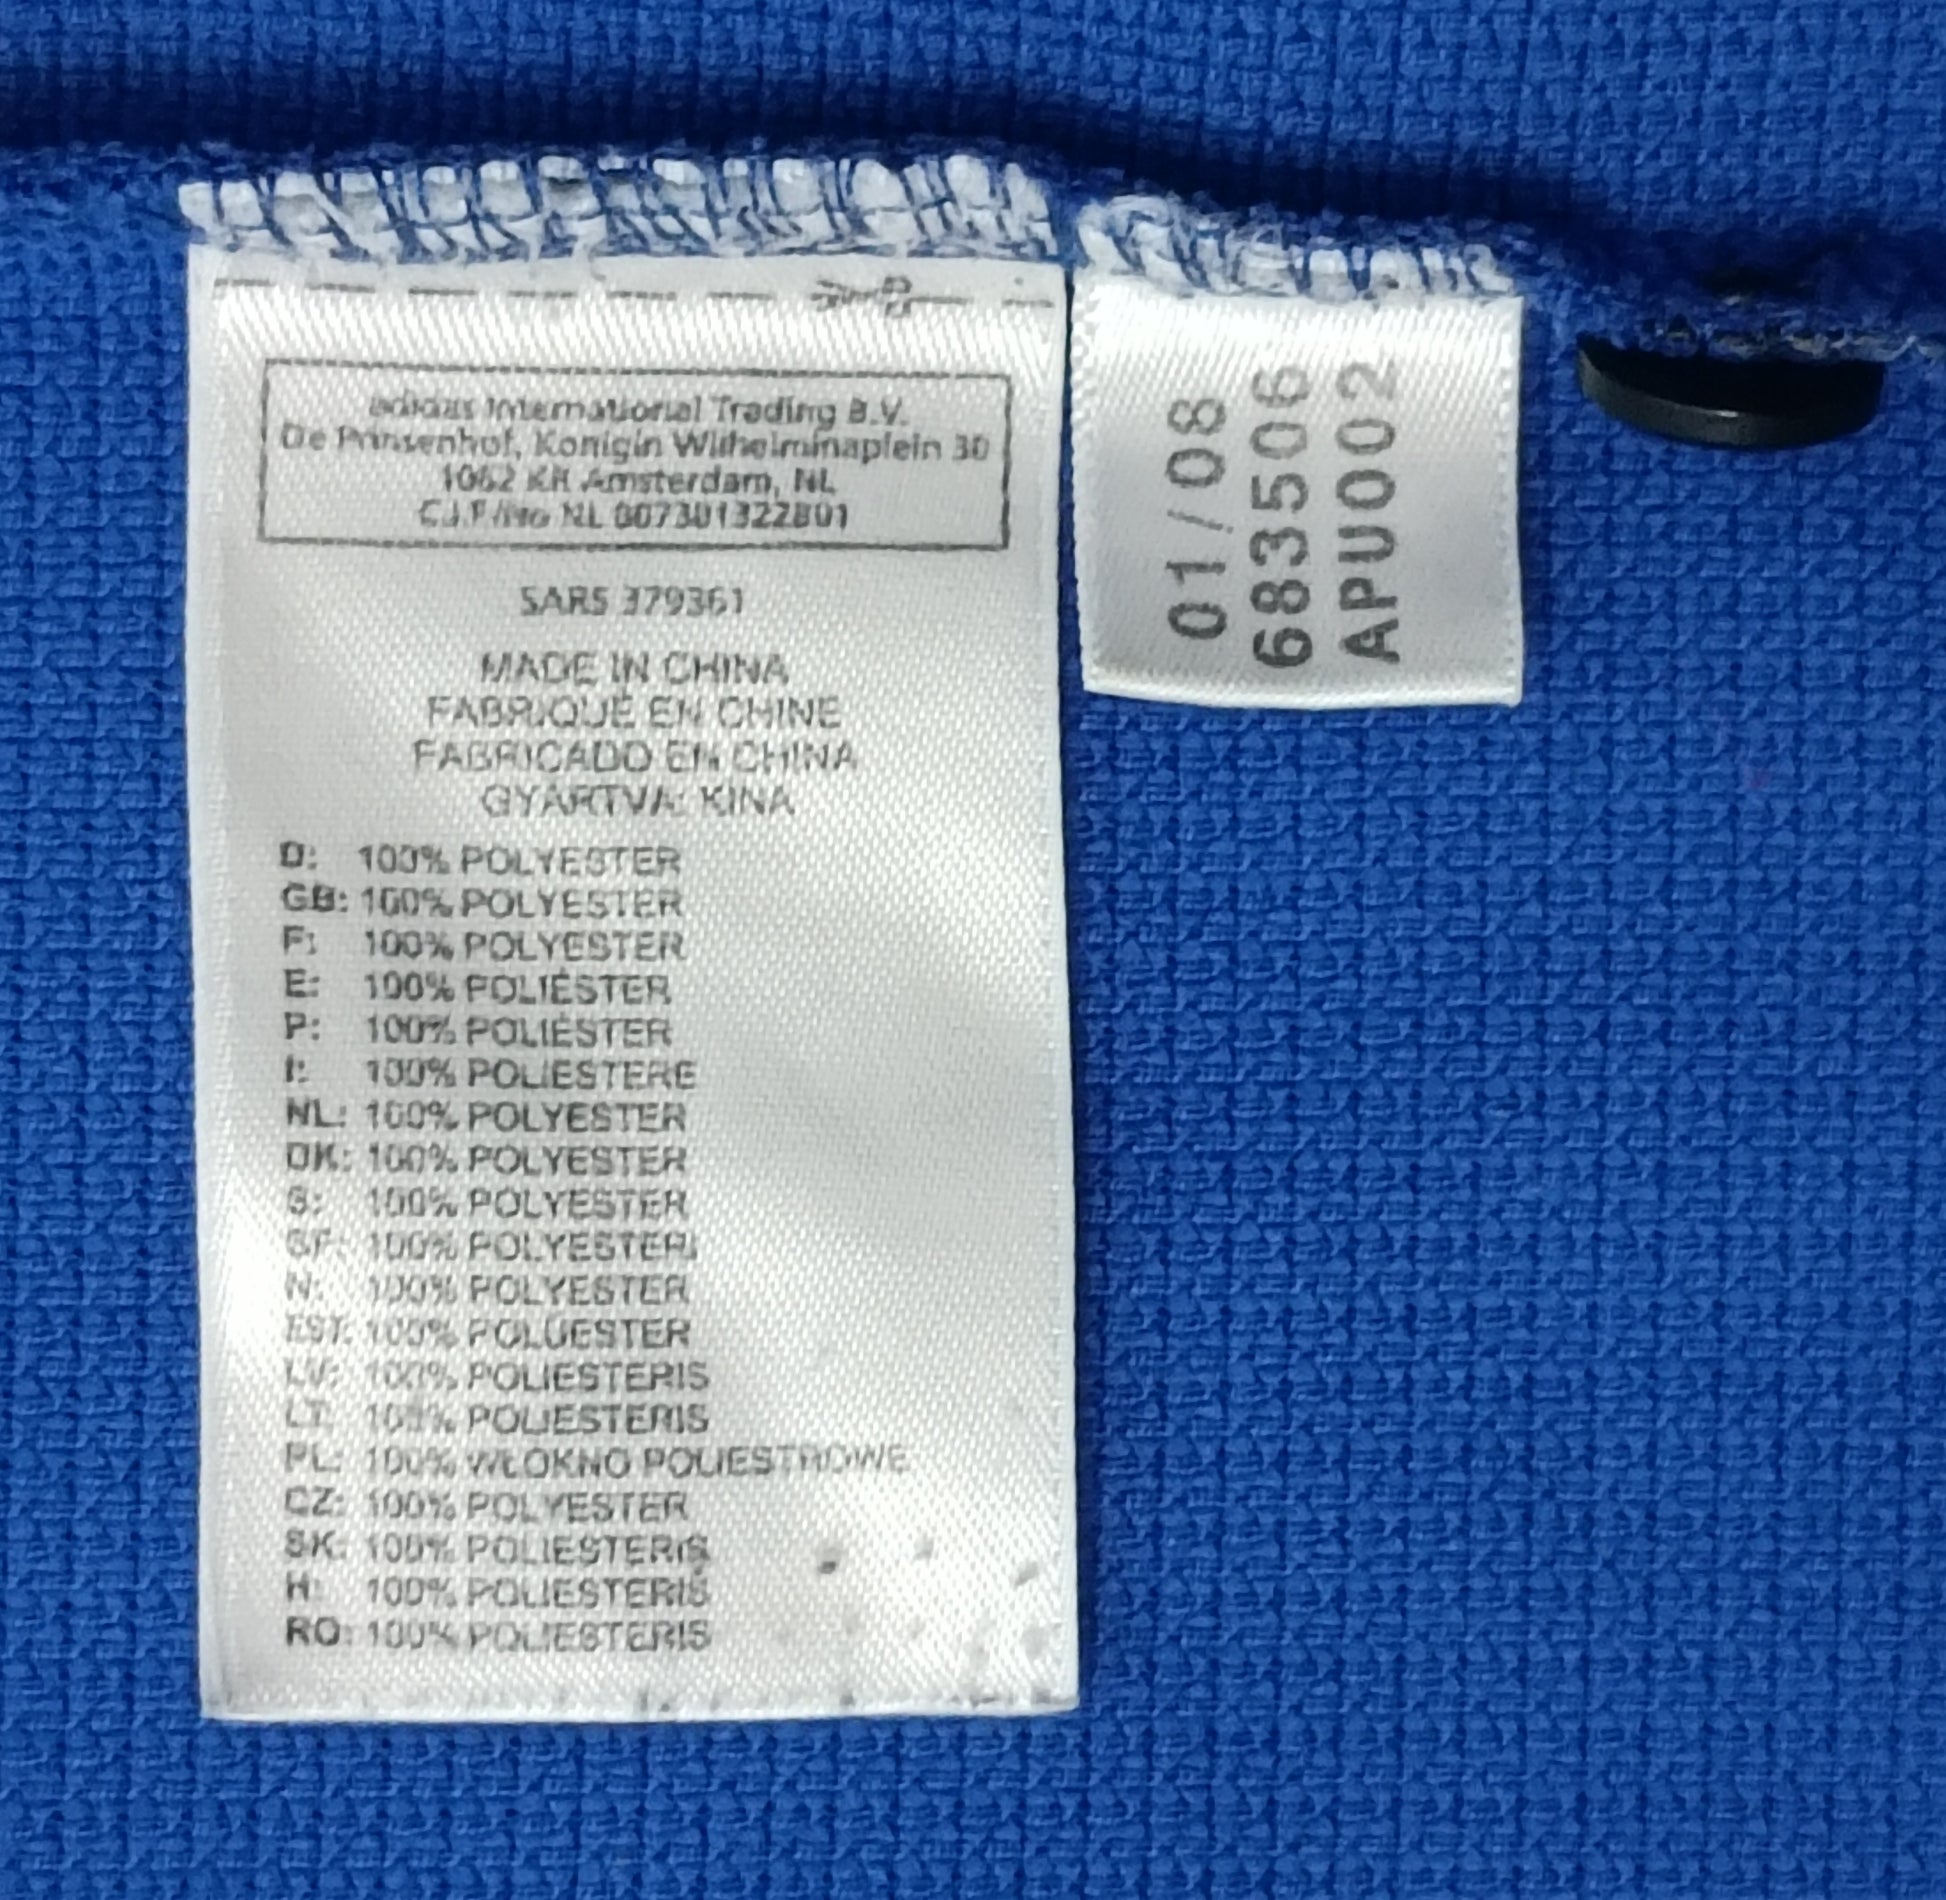 adidas International Trading B.V.
De Prinsenhof, Konigin Wilhelminaplein 30
1062 KR Amsterdam, NL
C.I.F/No NL 007301322B01
SARS 379361
MADE IN CHINA
FABRIQUÉ EN CHINE
FABRICADO EN CHINA
GYÁRTVA: KINA
D: 100% POLYESTER
GB: 100% POLYESTER
F: 100% POLYESTER
E: 100% POLIÉSTER
P: 100% POLIÉSTER
I: 100% POLIESTERE
NL: 100% POLYESTER
DK: 100% POLYESTER
S: 100% POLYESTER
SF: 100% POLYESTERI
N: 100% POLYESTER
EST: 100% POLÜESTER
LV: 100% POLIESTERIS
LT: 100% POLIESTERIS
PL: 100% WŁOKNO POLIESTROWE
CZ: 100% POLYESTER
SK: 100% POLIESTERIS
H: 100% POLIESTERIS
RO: 100% POLIESTERIS
01/08
683506
APU002